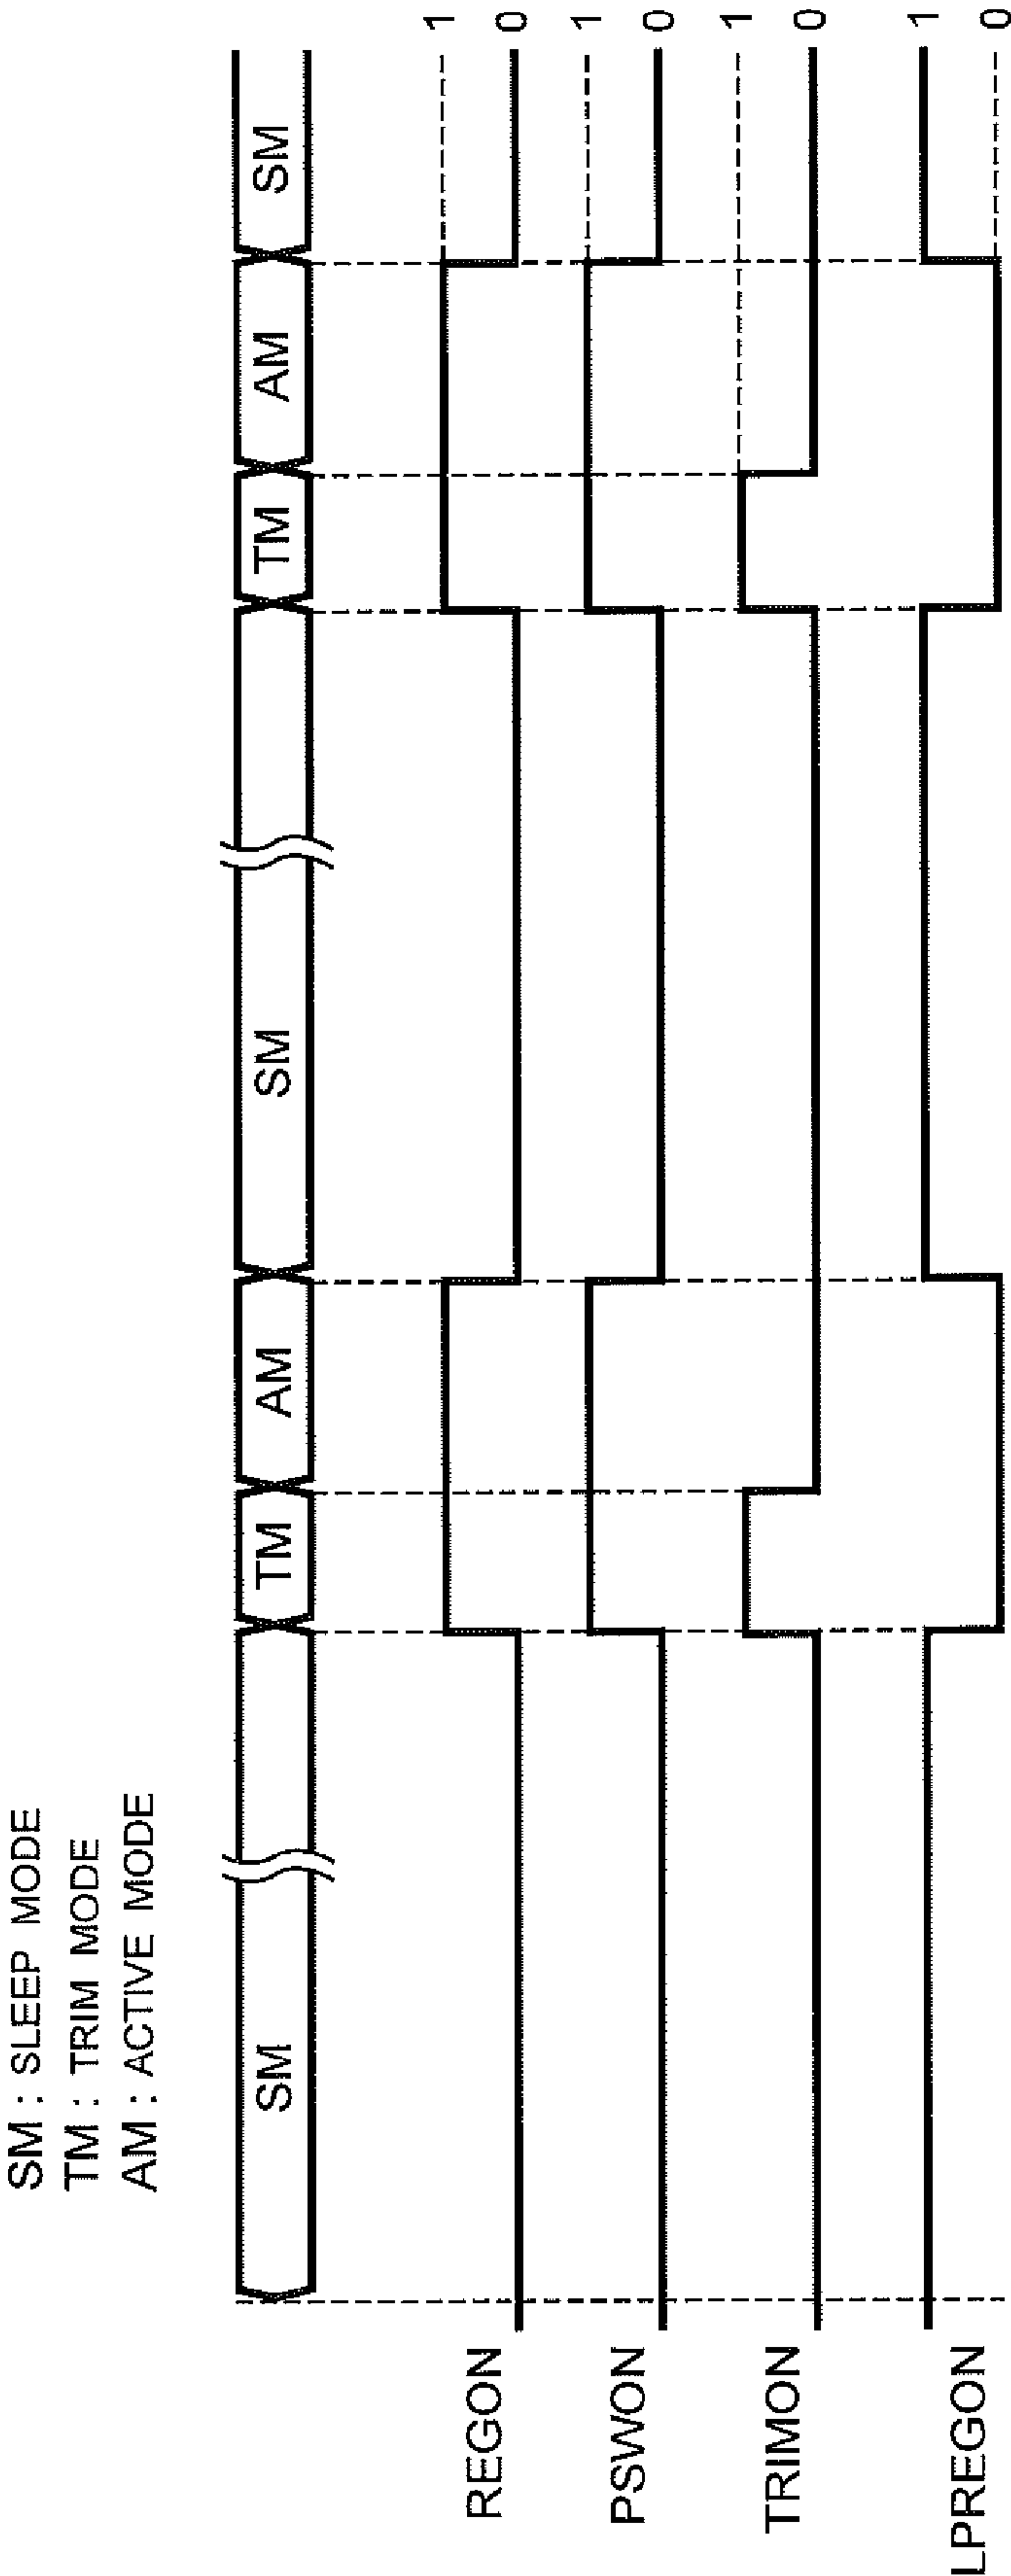 SM : SLEEP MODE
TM : TRIM MODE
AM : ACTIVE MODE
SM TM AM SM TM AM SM
REGON 1 0
PSWON 1 0
TRIMON 1 0
LPREGON 1 0